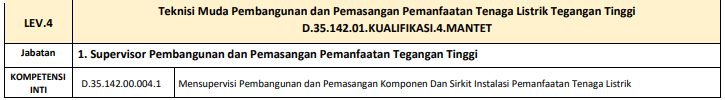 LEV.4
Teknisi Muda Pembangunan dan Pemasangan Pemanfaatan Tenaga Listrik Tegangan Tinggi
D.35.142.01.KUALIFIKASI.4.MANTET
Jabatan
1. Supervisor Pembangunan dan Pemasangan Pemanfaatan Tegangan Tinggi
KOMPETENSI
INTI
D.35.142.00.004.1
Mensupervisi Pembangunan dan Pemasangan Komponen Dan Sirkit Instalasi Pemanfaatan Tenaga Listrik